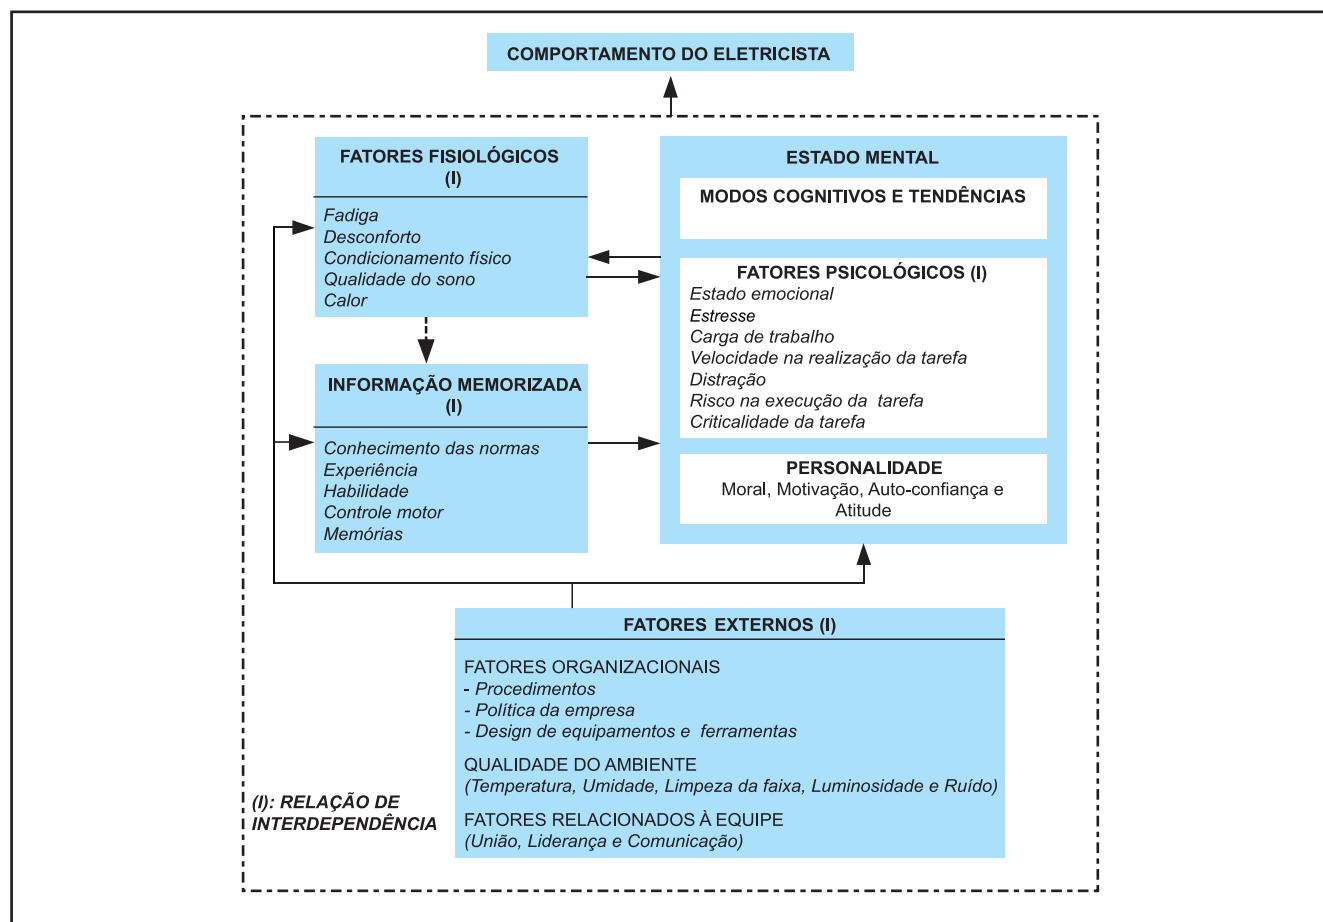 COMPORTAMENTO DO ELETRICISTA
FATORES FISIOLÓGICOS
(I)
Fadiga
Desconforto
Condicionamento físico
Qualidade do sono
Calor
INFORMAÇÃO MEMORIZADA
(I)
Conhecimento das normas
Experiência
Habilidade
Controle motor
Memórias
ESTADO MENTAL
MODOS COGNITIVOS E TENDÊNCIAS
FATORES PSICOLÓGICOS (I)
Estado emocional
Estresse
Carga de trabalho
Velocidade na realização da tarefa
Distração
Risco na execução da tarefa
Criticalidade da tarefa
PERSONALIDADE
Moral, Motivação, Auto-confiança e
Atitude
FATORES EXTERNOS (I)
FATORES ORGANIZACIONAIS
- Procedimentos
- Política da empresa
- Design de equipamentos e ferramentas
QUALIDADE DO AMBIENTE
(Temperatura, Umidade, Limpeza da faixa, Luminosidade e Ruído)
FATORES RELACIONADOS À EQUIPE
(União, Liderança e Comunicação)
(I): RELAÇÃO DE
INTERDEPENDÊNCIA